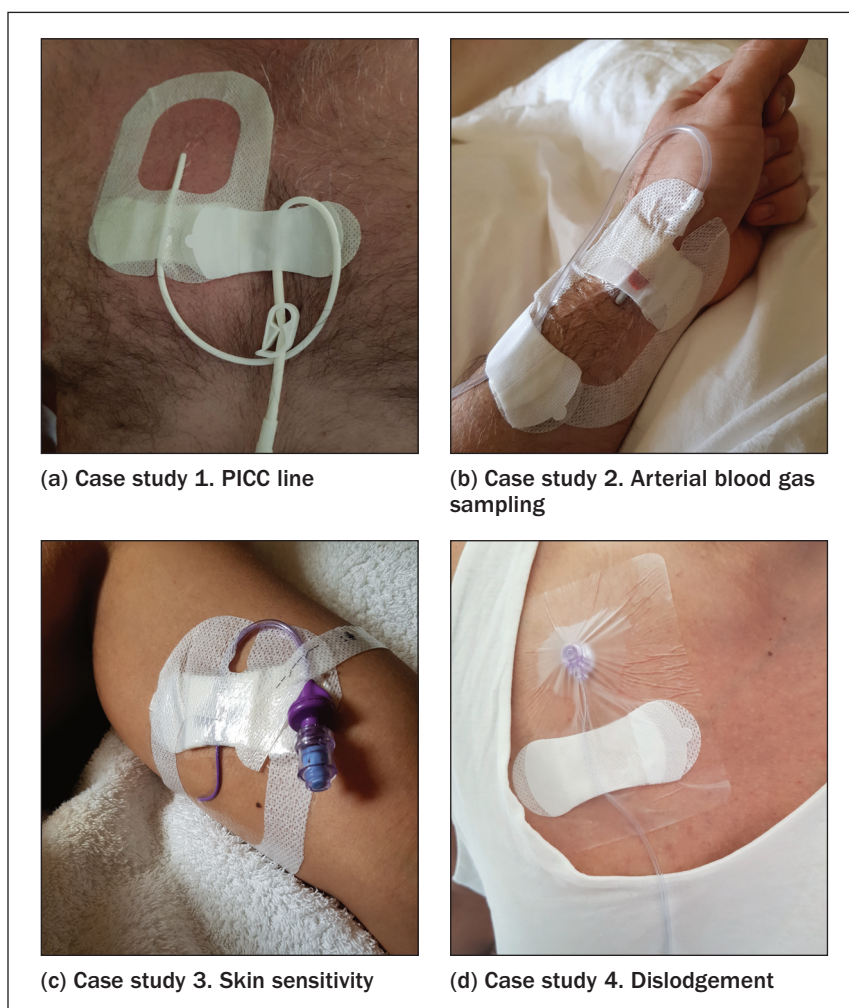 (a) Case study 1. PICC line
(b) Case study 2. Arterial blood gas
sampling
(c) Case study 3. Skin sensitivity
(d) Case study 4. Dislodgement